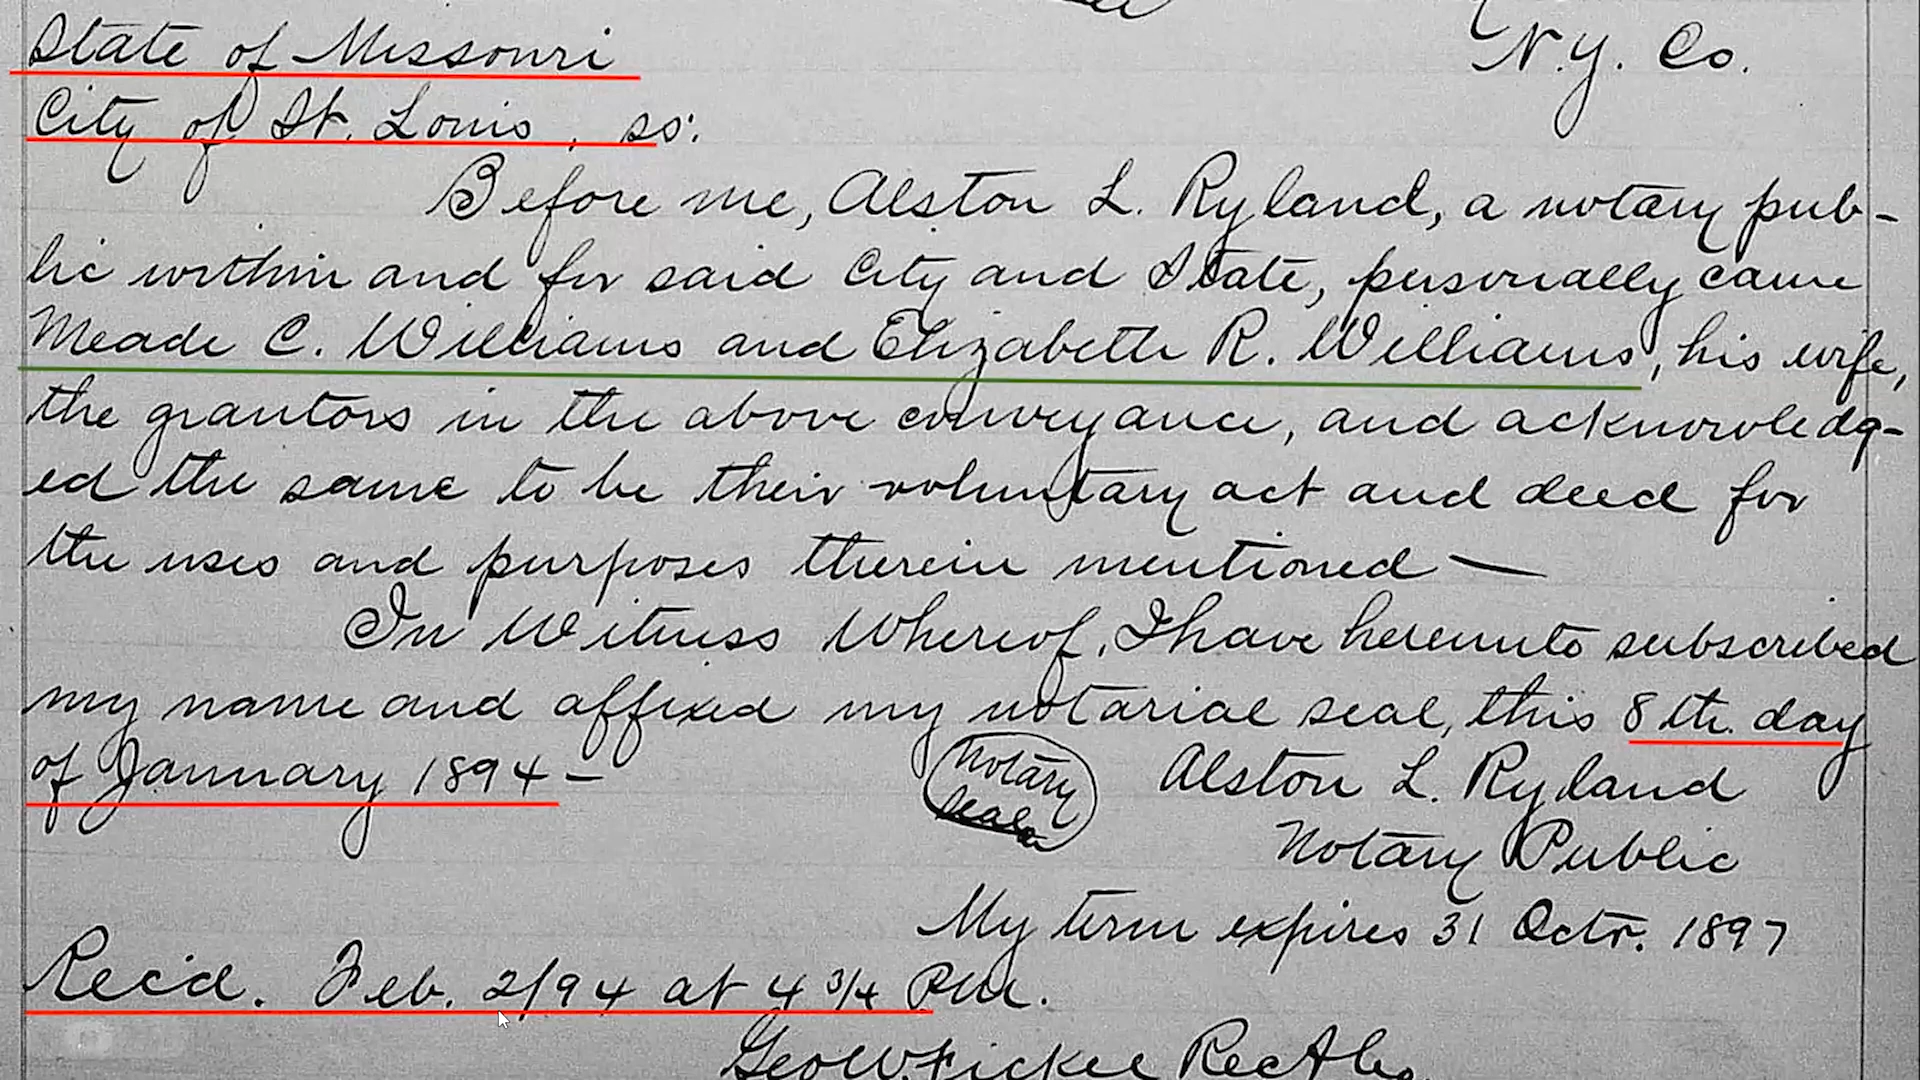 State of Missouri
N.Y. Co.
City of St. Louis, ss:
Before me, Alston L. Ryland, a notary pub-
lic within and for said City and State, personally came
Meade C. Williams and Elizabeth R. Williams, his wife,
the grantors in the above conveyance, and acknowledg-
ed the same to be their voluntary act and deed for
the uses and purposes therein mentioned —
In Witness Whereof, I have hereunto subscribed
my name and affixed my notarial seal, this 8th. day
of January 1894 -
Notary
Seal
Alston L. Ryland
Notary Public
My term expires 31 Octr. 1897
Rec'd. Feb. 2/94 at 4 3/4 P.M.
Geo W.